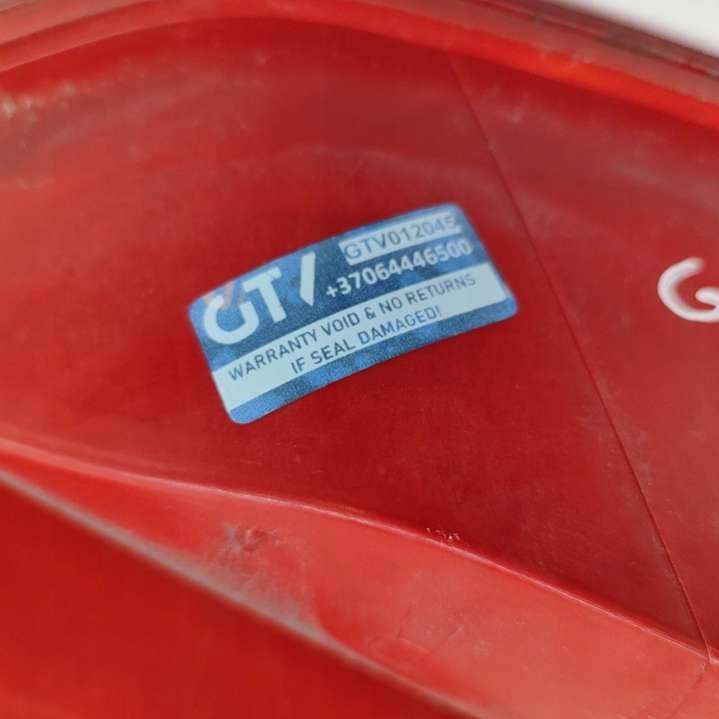 GTV
GTV012045
+37064446500
WARRANTY VOID & NO RETURNS
IF SEAL DAMAGED!
G